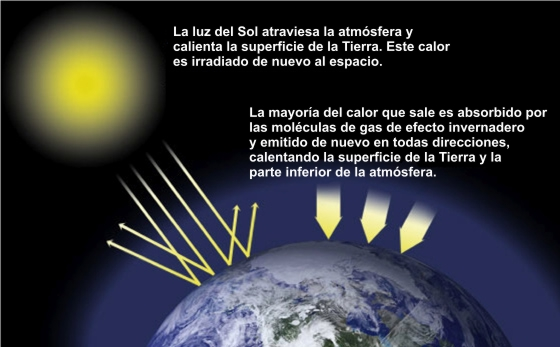 La luz del Sol atraviesa la atmósfera y
calienta la superficie de la Tierra. Este calor
es irradiado de nuevo al espacio.
La mayoría del calor que sale es absorbido por
las moléculas de gas de efecto invernadero
y emitido de nuevo en todas direcciones,
calentando la superficie de la Tierra y la
parte inferior de la atmósfera.